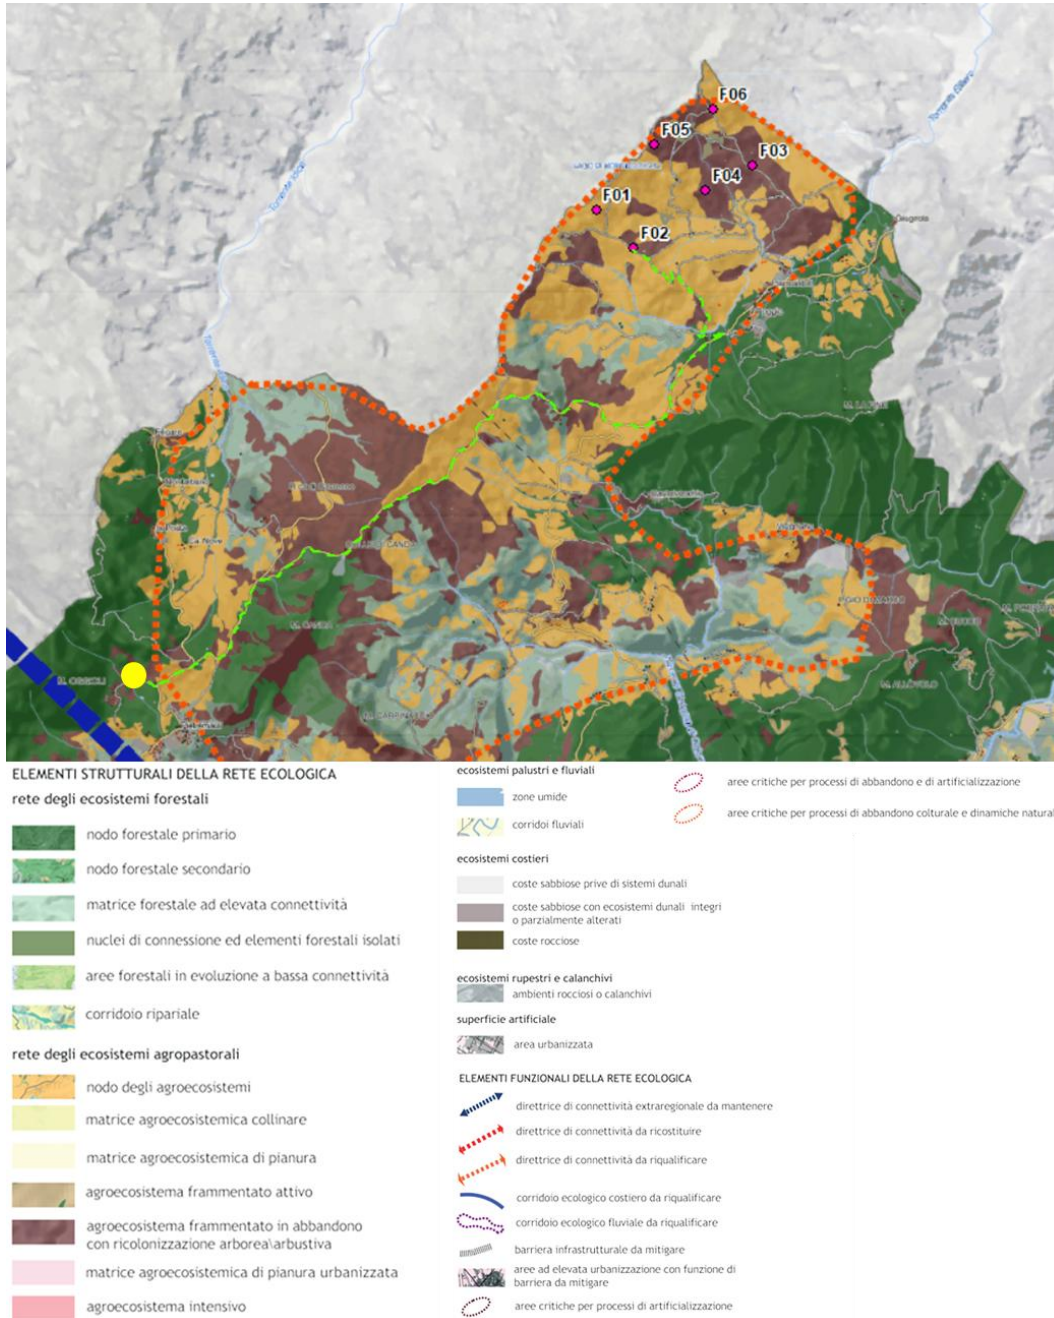 F06
F05
F03
F04
F01
F02
M. CANDA
M. OGGIOLI
ELEMENTI STRUTTURALI DELLA RETE ECOLOGICA
rete degli ecosistemi forestali
nodo forestale primario
nodo forestale secondario
matrice forestale ad elevata connettività
nuclei di connessione ed elementi forestali isolati
aree forestali in evoluzione a bassa connettività
corridoio ripariale
rete degli ecosistemi agropastorali
nodo degli agroecosistemi
matrice agroecosistemica collinare
matrice agroecosistemica di pianura
agroecosistema frammentato attivo
agroecosistema frammentato in abbandono
con ricolonizzazione arborea\arbustiva
matrice agroecosistemica di pianura urbanizzata
agroecosistema intensivo
ecosistemi palustri e fluviali
zone umide
corridoi fluviali
ecosistemi costieri
coste sabbiose prive di sistemi dunali
coste sabbiose con ecosistemi dunali integri
o parzialmente alterati
coste rocciose
ecosistemi rupestri e calanchivi
ambienti rocciosi o calanchivi
superficie artificiale
area urbanizzata
ELEMENTI FUNZIONALI DELLA RETE ECOLOGICA
direttrice di connettività extraregionale da mantenere
direttrice di connettività da ricostituire
direttrice di connettività da riqualificare
corridoio ecologico costiero da riqualificare
corridoio ecologico fluviale da riqualificare
barriera infrastrutturale da mitigare
aree ad elevata urbanizzazione con funzione di
barriera da mitigare
aree critiche per processi di artificializzazione
aree critiche per processi di abbandono e di artificializzazione
aree critiche per processi di abbandono colturale e dinamiche natural